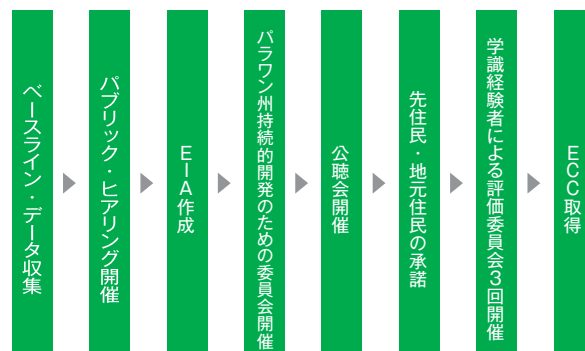 ベースライン・データ収集
パブリック・ヒアリング開催
EIA作成
パラワン州持続的開発のための委員会開催
公聴会開催
先住民・地元住民の承諾
学識経験者による評価委員会3回開催
ECC取得